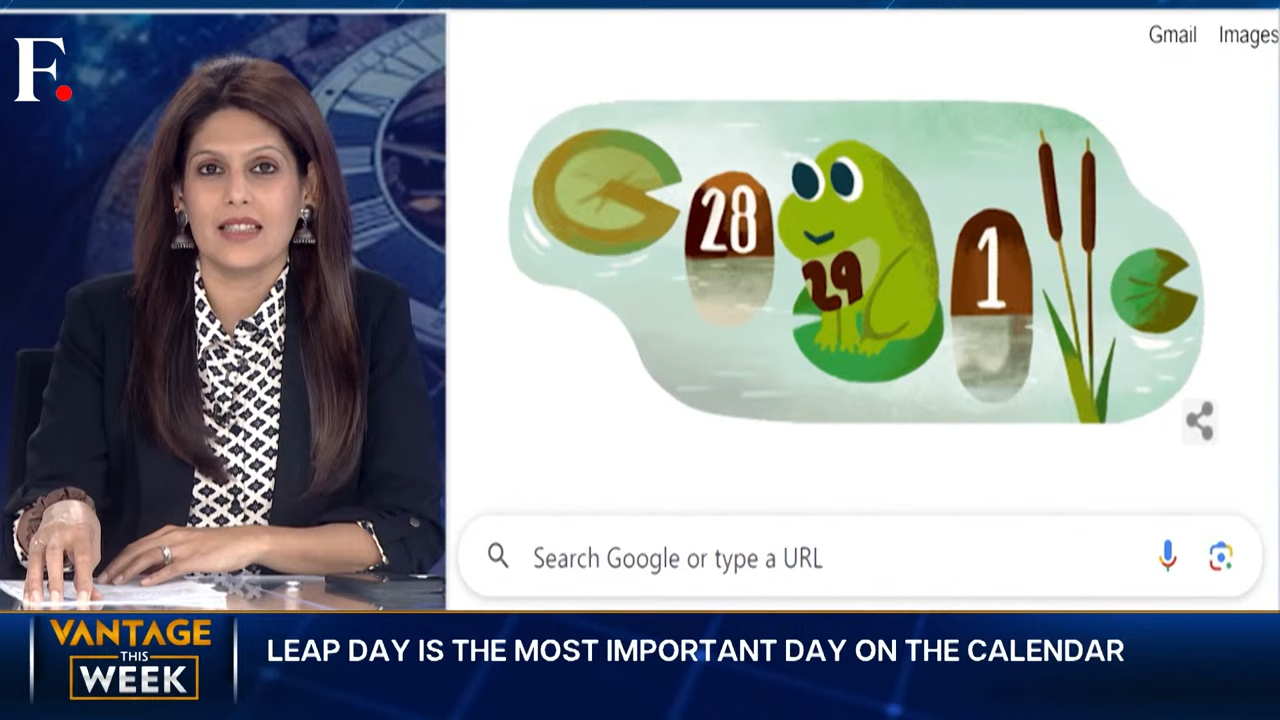 F.
Gmail Images
28
29
1
Search Google or type a URL
VANTAGE
THIS
WEEK
LEAP DAY IS THE MOST IMPORTANT DAY ON THE CALENDAR